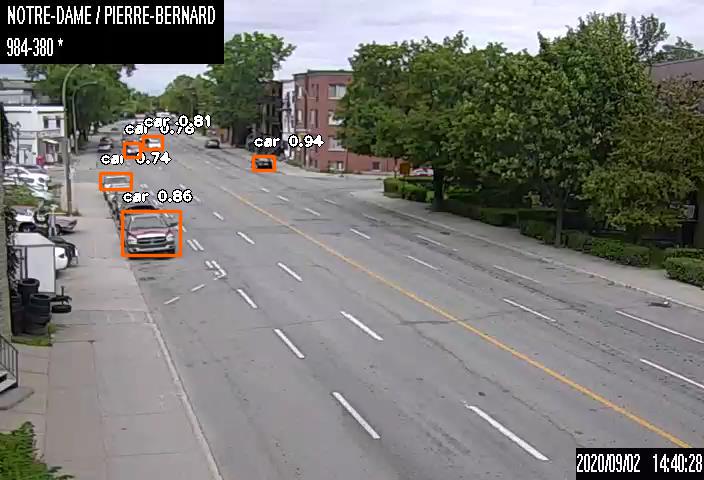 NOTRE-DAME / PIERRE-BERNARD
984-380 *
car 0.81
car 0.76
car 0.94
car 0.74
car 0.86
2020/09/02 14:40:28